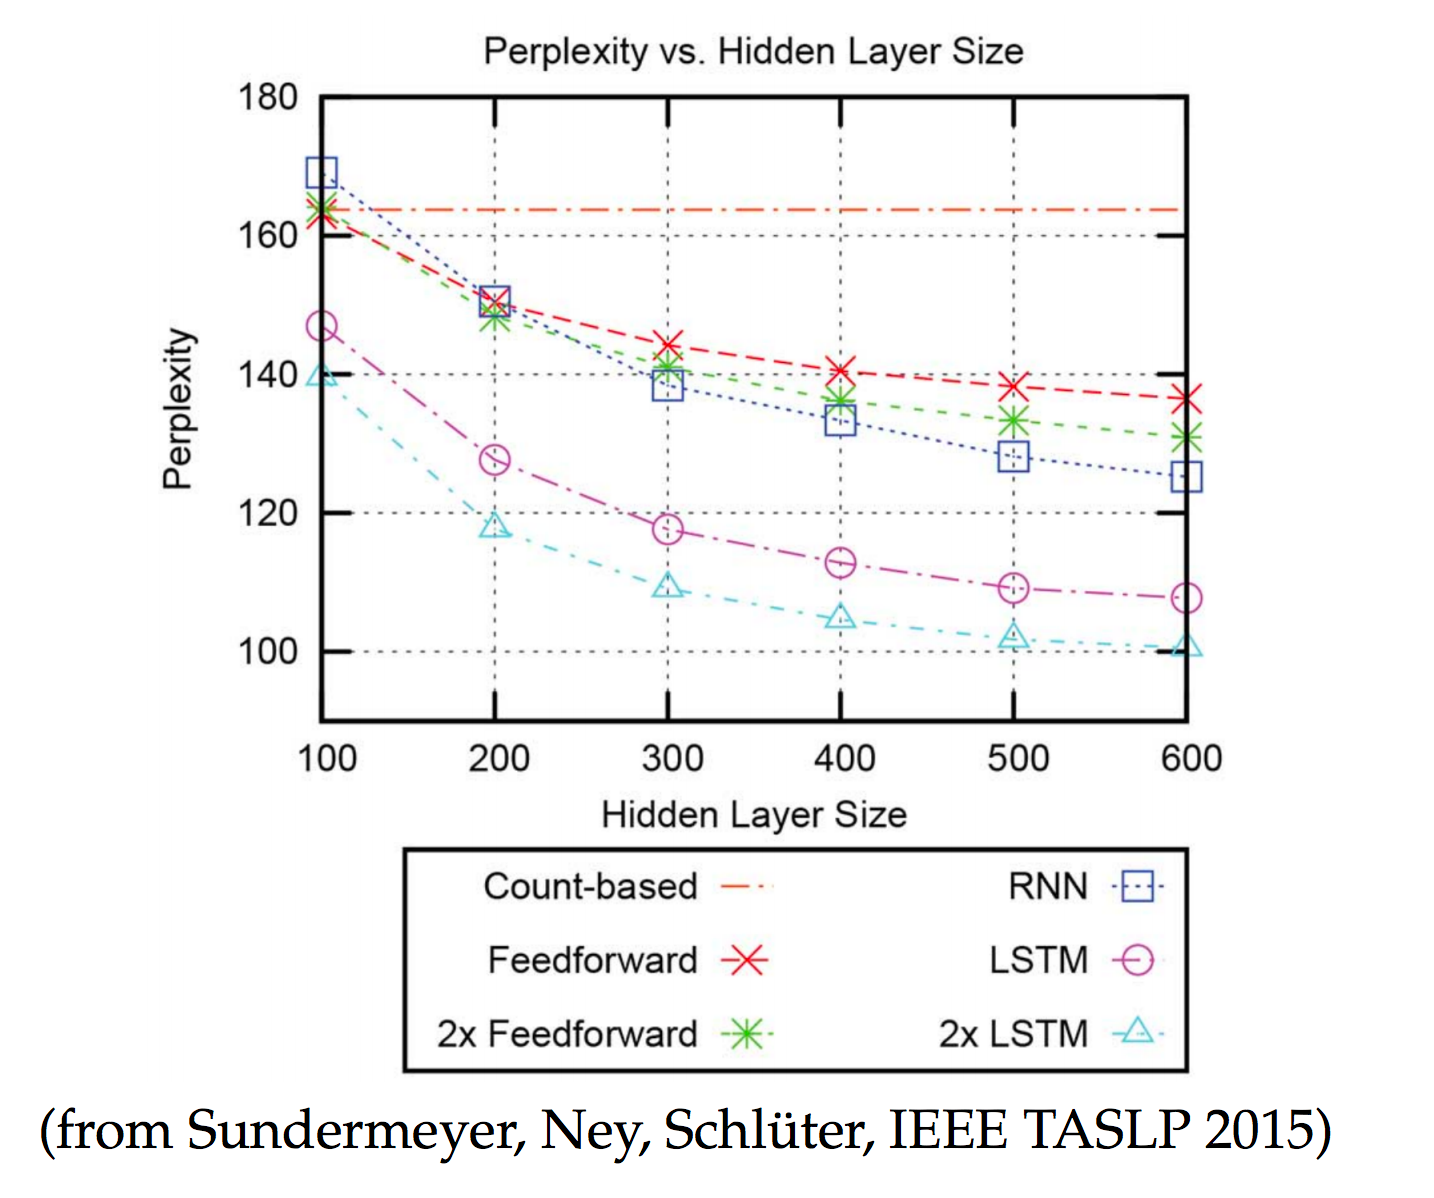 Perplexity vs. Hidden Layer Size
180
160
140
120
100
Perplexity
100 200 300 400 500 600
Hidden Layer Size
Count-based
RNN
Feedforward
LSTM
2x Feedforward
2x LSTM
(from Sundermeyer, Ney, Schlüter, IEEE TASLP 2015)